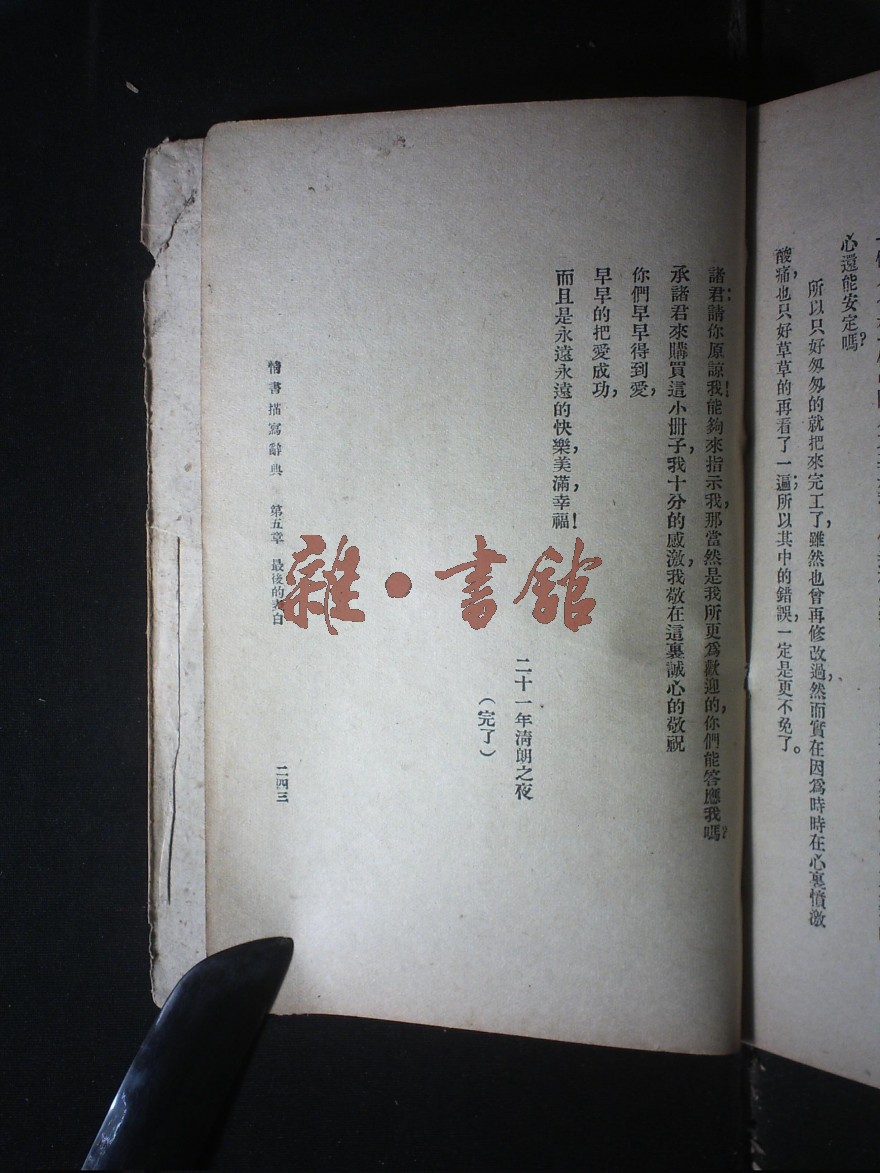 心還能安定嗎？
所以只好匆匆的就把來完工了，雖然也曾再修改過，然而實在因爲時時在心裏憤激
酸痛，也只好草草的再看了一遍；所以其中的錯誤，一定是更不免了。
諸君：請你原諒我！能夠來指示我，那當然是我所更爲歡迎的，你們能答應我嗎？
承諸君來購買這小册子，我十分的感激，我敬在這裏誠心的敬祝
你們早早得到愛，
早早的把愛成功，
而且是永遠永遠的快樂，美滿，幸福！
二十一年清朗之夜
（完了）
情書描寫辭典　第五章　最後的表白
二四三
雜·書館